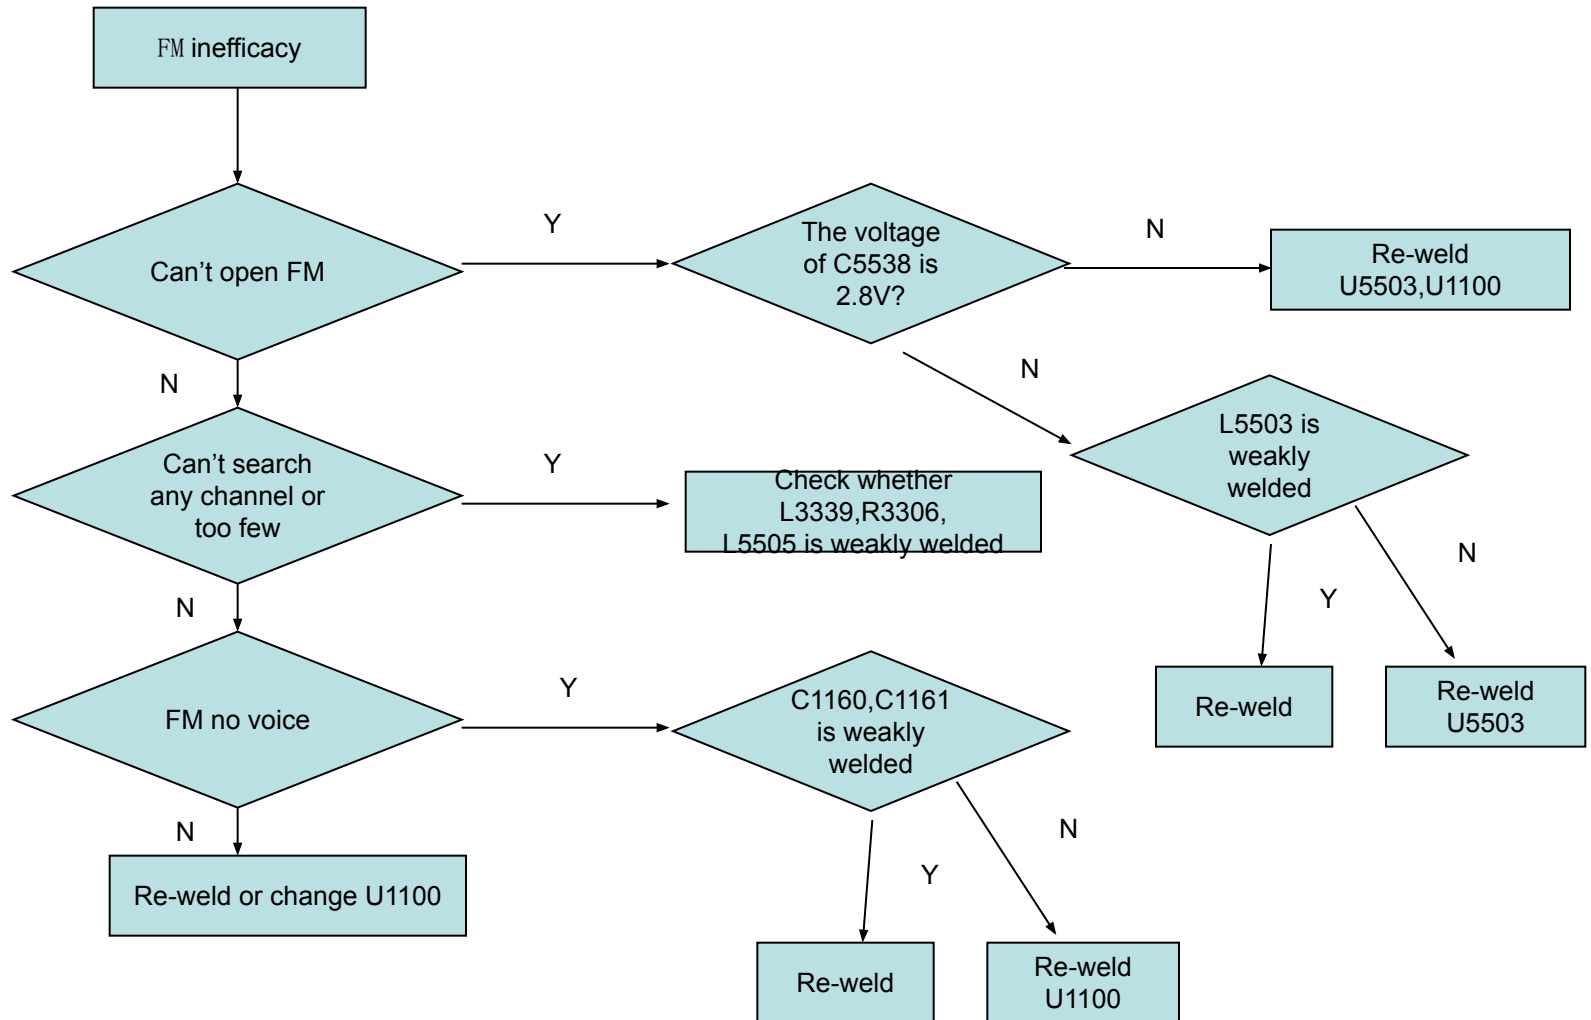 FM inefficacy
Can't open FM
Y
The voltage
of C5538 is
2.8V?
N
Re-weld
U5503,U1100
N
N
L5503 is
weakly
welded
Can't search
any channel or
too few
Y
Check whether
L3339,R3306,
L5505 is weakly welded
N
Y
Re-weld
Re-weld
U5503
N
FM no voice
Y
C1160,C1161
is weakly
welded
N
Re-weld or change U1100
Y
N
Re-weld
Re-weld
U1100